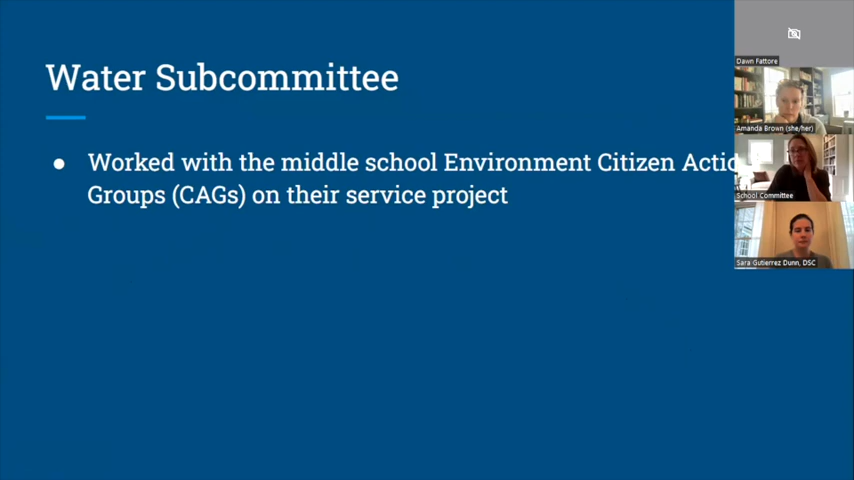 Water Subcommittee
● Worked with the middle school Environment Citizen Actio
Groups (CAGs) on their service project
Dawn Fattore
Amanda Brown (she/her)
School Committee
Sara Gutierrez Dunn, DSC